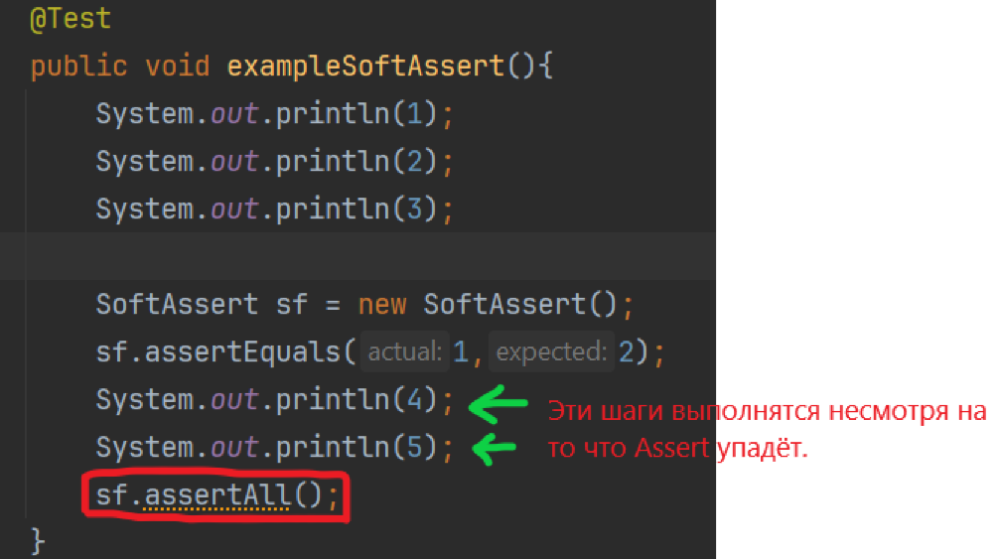 @Test
public void exampleSoftAssert(){
System.out.println(1);
System.out.println(2);
System.out.println(3);
SoftAssert sf = new SoftAssert();
sf.assertEquals( actual: 1, expected: 2);
System.out.println(4);
System.out.println(5);
sf.assertAll();
}
Эти шаги выполнятся несмотря на
то что Assert упадёт.